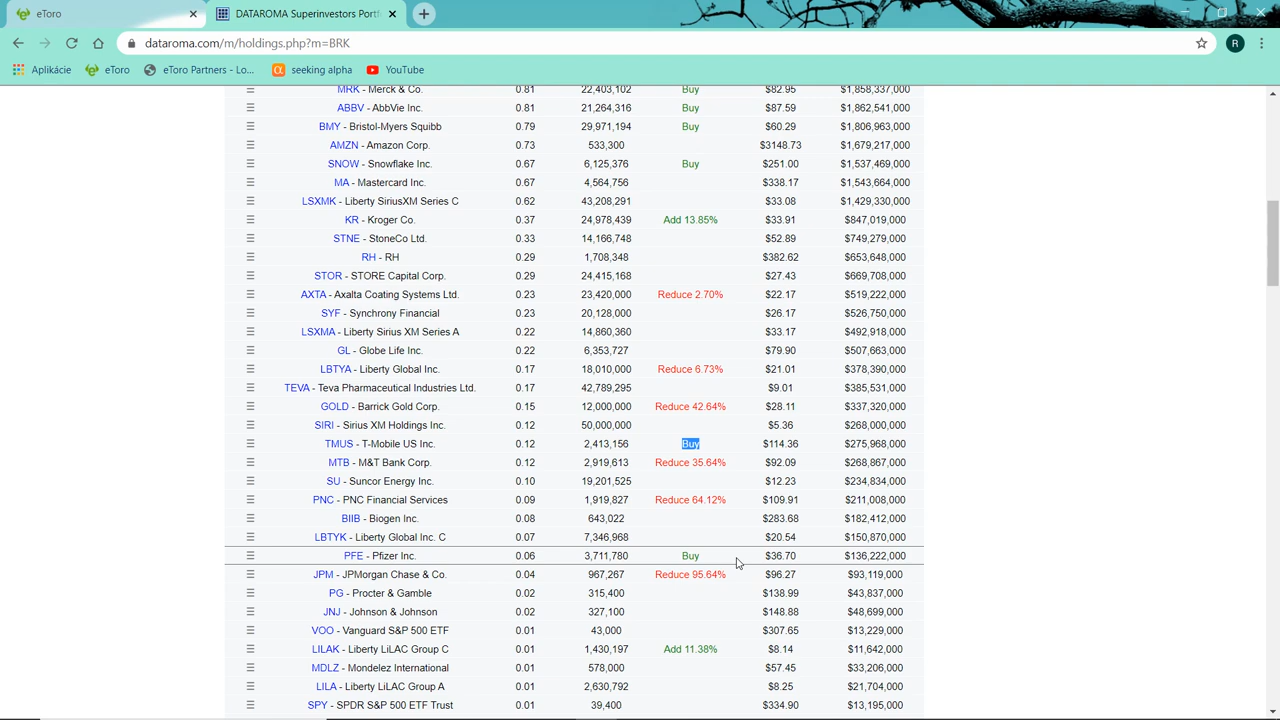 eToro
DATAROMA Superinvestors Portf
dataroma.com/m/holdings.php?m=BRK
R
Aplikácie eToro eToro Partners - Lo... seeking alpha YouTube
MRK - Merck & Co. 0.81 22,403,102 Buy $82.95 $1,858,337,000
ABBV - AbbVie Inc. 0.81 21,264,316 Buy $87.59 $1,862,541,000
BMY - Bristol-Myers Squibb 0.79 29,971,194 Buy $60.29 $1,806,963,000
AMZN - Amazon Corp. 0.73 533,300 $3148.73 $1,679,217,000
SNOW - Snowflake Inc. 0.67 6,125,376 Buy $251.00 $1,537,469,000
MA - Mastercard Inc. 0.67 4,564,756 $338.17 $1,543,664,000
LSXMK - Liberty SiriusXM Series C 0.62 43,208,291 $33.08 $1,429,330,000
KR - Kroger Co. 0.37 24,978,439 Add 13.85% $33.91 $847,019,000
STNE - StoneCo Ltd. 0.33 14,166,748 $52.89 $749,279,000
RH - RH 0.29 1,708,348 $382.62 $653,648,000
STOR - STORE Capital Corp. 0.29 24,415,168 $27.43 $669,708,000
AXTA - Axalta Coating Systems Ltd. 0.23 23,420,000 Reduce 2.70% $22.17 $519,222,000
SYF - Synchrony Financial 0.23 20,128,000 $26.17 $526,750,000
LSXMA - Liberty Sirius XM Series A 0.22 14,860,360 $33.17 $492,918,000
GL - Globe Life Inc. 0.22 6,353,727 $79.90 $507,663,000
LBTYA - Liberty Global Inc. 0.17 18,010,000 Reduce 6.73% $21.01 $378,390,000
TEVA - Teva Pharmaceutical Industries Ltd. 0.17 42,789,295 $9.01 $385,531,000
GOLD - Barrick Gold Corp. 0.15 12,000,000 Reduce 42.64% $28.11 $337,320,000
SIRI - Sirius XM Holdings Inc. 0.12 50,000,000 $5.36 $268,000,000
TMUS - T-Mobile US Inc. 0.12 2,413,156 Buy $114.36 $275,968,000
MTB - M&T Bank Corp. 0.12 2,919,613 Reduce 35.64% $92.09 $268,867,000
SU - Suncor Energy Inc. 0.10 19,201,525 $12.23 $234,834,000
PNC - PNC Financial Services 0.09 1,919,827 Reduce 64.12% $109.91 $211,008,000
BIIB - Biogen Inc. 0.08 643,022 $283.68 $182,412,000
LBTYK - Liberty Global Inc. C 0.07 7,346,968 $20.54 $150,870,000
PFE - Pfizer Inc. 0.06 3,711,780 Buy $36.70 $136,222,000
JPM - JPMorgan Chase & Co. 0.04 967,267 Reduce 95.64% $96.27 $93,119,000
PG - Procter & Gamble 0.02 315,400 $138.99 $43,837,000
JNJ - Johnson & Johnson 0.02 327,100 $148.88 $48,699,000
VOO - Vanguard S&P 500 ETF 0.01 43,000 $307.65 $13,229,000
LILAK - Liberty LiLAC Group C 0.01 1,430,197 Add 11.38% $8.14 $11,642,000
MDLZ - Mondelez International 0.01 578,000 $57.45 $33,206,000
LILA - Liberty LiLAC Group A 0.01 2,630,792 $8.25 $21,704,000
SPY - SPDR S&P 500 ETF Trust 0.01 39,400 $334.90 $13,195,000